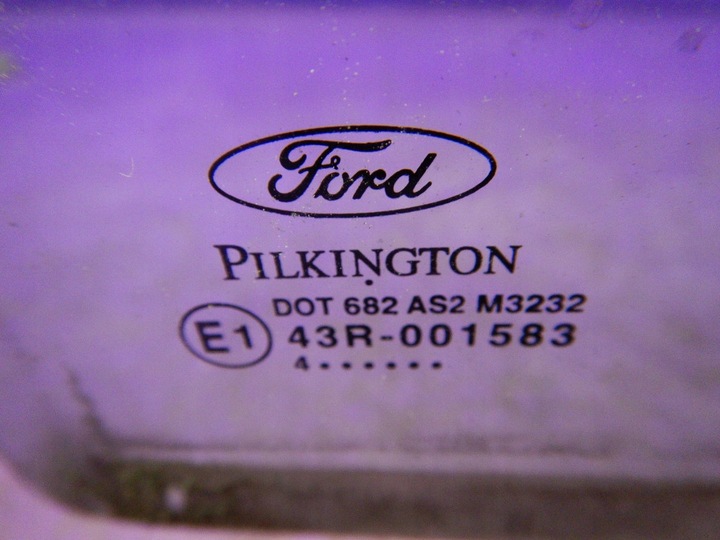 Ford
PILKINGTON
DOT 682 AS2 M3232
E1 43R-001583
4.......